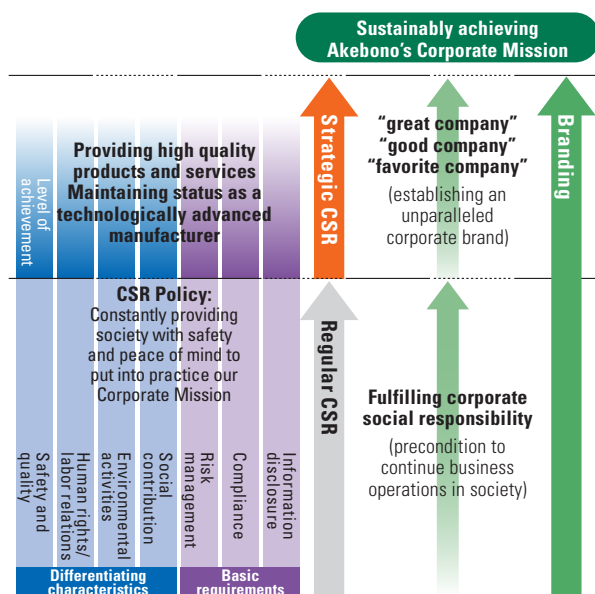 Sustainably achieving
Akebono’s Corporate Mission
Level of
achievement
Providing high quality
products and services
Maintaining status as a
technologically advanced
manufacturer
Strategic CSR
“great company”
“good company”
“favorite company”
(establishing an
unparalleled
corporate brand)
Branding
CSR Policy:
Constantly providing
society with safety
and peace of mind to
put into practice our
Corporate Mission
Regular CSR
Fulfilling corporate
social responsibility
(precondition to
continue business
operations in society)
Safety and
quality
Human rights/
labor relations
Environmental
activities
Social
contribution
Risk
management
Compliance
Information
disclosure
Differentiating
characteristics
Basic
requirements